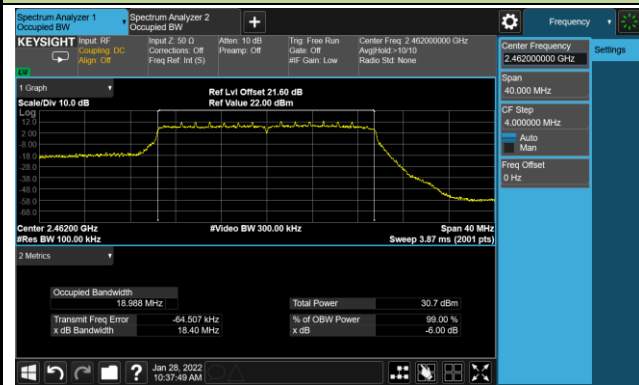 Spectrum Analyzer 1
Occupied BW
Spectrum Analyzer 2
Occupied BW
+
Frequency
KEYSIGHT
Input: RF
Coupling: DC
Align: Off
Input Z: 50 Ω
Corrections: Off
Freq Ref: Int (S)
Atten: 10 dB
Preamp: Off
Trig: Free Run
Gate: Off
#IF Gain: Low
Center Freq: 2.462000000 GHz
Avg|Hold:>10/10
Radio Std: None
Center Frequency
2.462000000 GHz
Settings
Span
40.000 MHz
CF Step
4.000000 MHz
Auto
Man
Freq Offset
0 Hz
1 Graph
Scale/Div 10.0 dB
Ref Lvl Offset 21.60 dB
Ref Value 22.00 dBm
Log
12.0
2.00
-8.00
-18.0
-28.0
-38.0
-48.0
-58.0
-68.0
Center 2.46200 GHz
#Res BW 100.00 kHz
#Video BW 300.00 kHz
Span 40 MHz
Sweep 3.87 ms (2001 pts)
2 Metrics
Occupied Bandwidth
18.988 MHz
Total Power 30.7 dBm
Transmit Freq Error -64.507 kHz
% of OBW Power 99.00 %
x dB Bandwidth 18.40 MHz
x dB -6.00 dB
?
Jan 28, 2022
10:37:49 AM